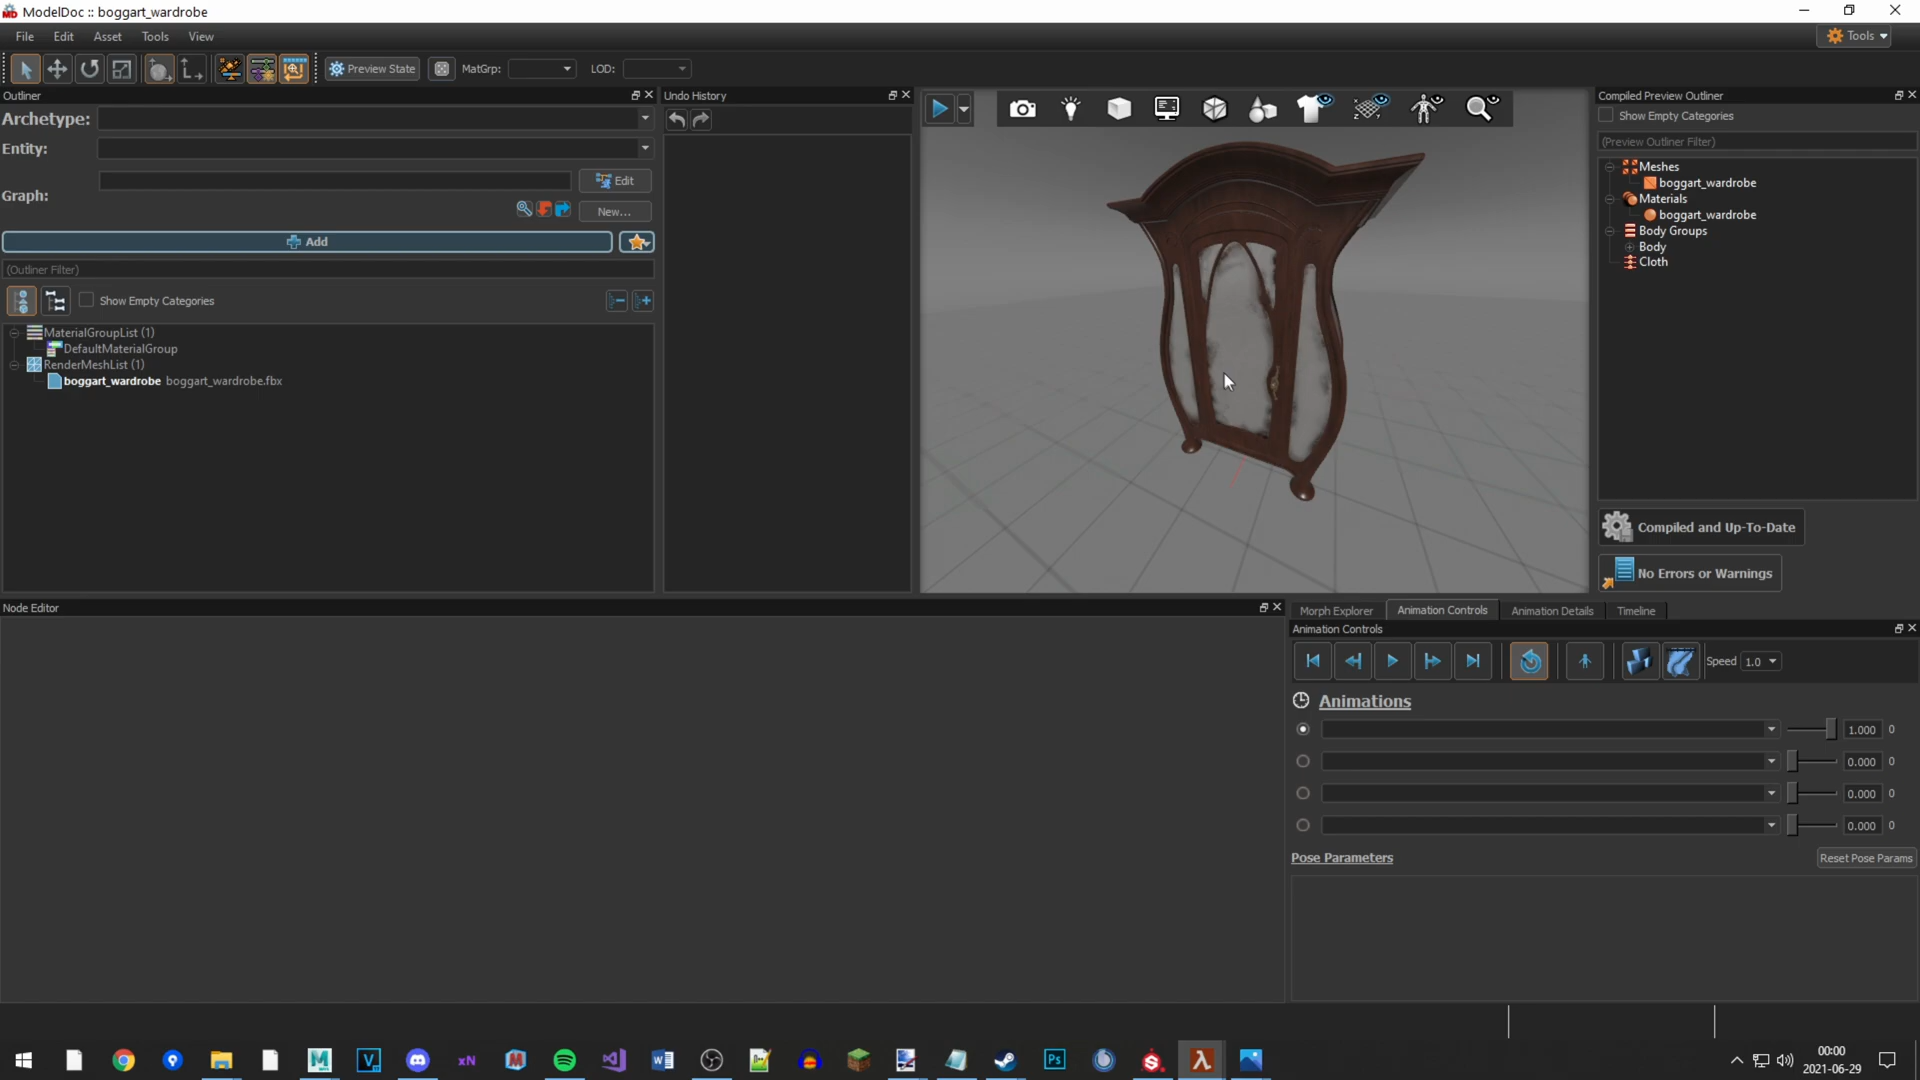 ModelDoc :: boggart_wardrobe
File Edit Asset Tools View
Tools
Preview State MatGrp: LOD:
Outliner
Archetype:
Entity:
Graph:
Edit
New...
Add
(Outliner Filter)
Show Empty Categories
MaterialGroupList (1)
DefaultMaterialGroup
RenderMeshList (1)
boggart_wardrobe boggart_wardrobe.fbx
Undo History
Compiled Preview Outliner
Show Empty Categories
(Preview Outliner Filter)
Meshes
boggart_wardrobe
Materials
boggart_wardrobe
Body Groups
Body
Cloth
Compiled and Up-To-Date
No Errors or Warnings
Node Editor
Morph Explorer Animation Controls Animation Details Timeline
Animation Controls
Speed 1.0
Animations
1.000 0
0.000 0
0.000 0
0.000 0
Pose Parameters
Reset Pose Params
xN
Ps
00:00
2021-06-29